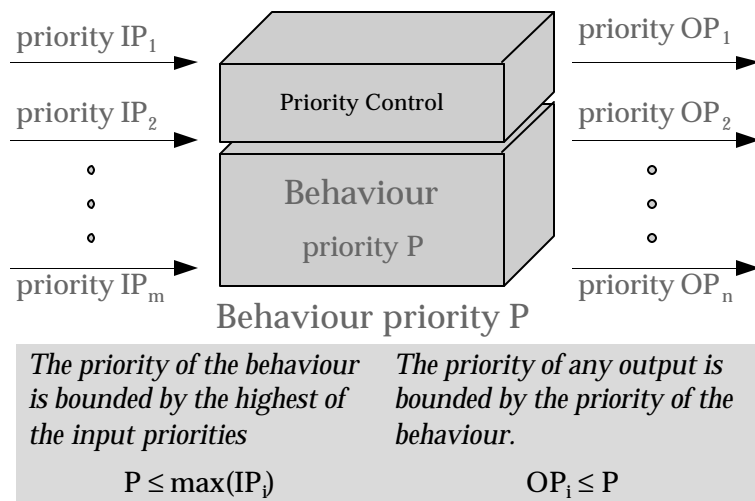 priority IP₁
priority OP₁
Priority Control
priority IP₂
priority OP₂
Behaviour
priority P
priority IPₘ
priority OPₙ
Behaviour priority P
The priority of the behaviour
is bounded by the highest of
the input priorities
P ≤ max(IPᵢ)
The priority of any output is
bounded by the priority of the
behaviour.
OPᵢ ≤ P